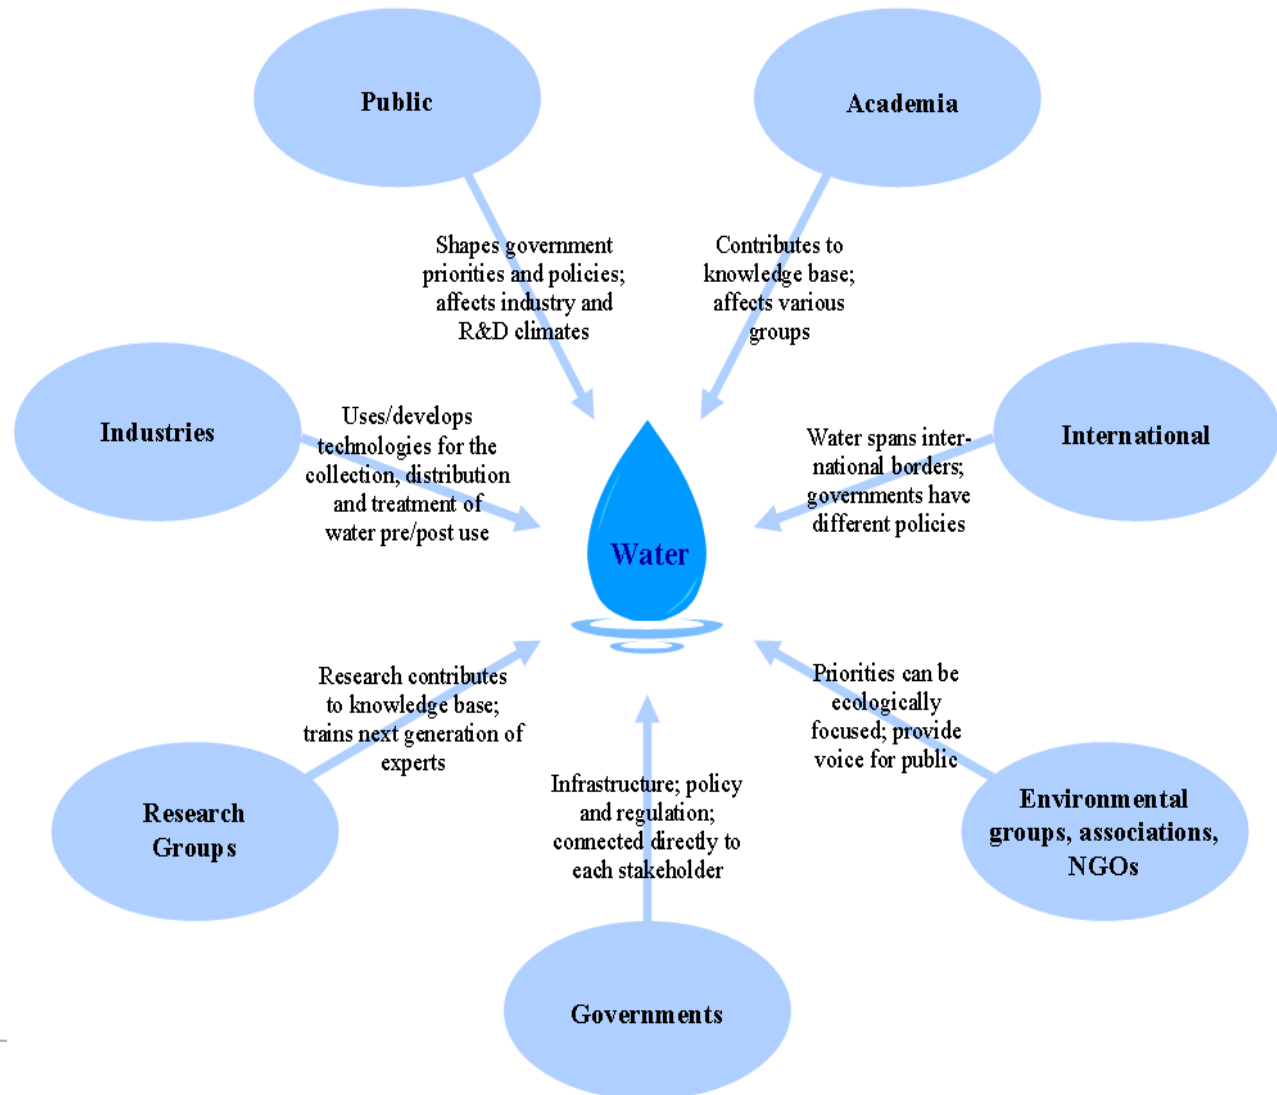 Public
Academia
Shapes government
priorities and policies;
affects industry and
R&D climates
Contributes to
knowledge base;
affects various
groups
Industries
Uses/develops
technologies for the
collection, distribution
and treatment of
water pre/post use
Water spans inter-
national borders;
governments have
different policies
International
Water
Research contributes
to knowledge base;
trains next generation of
experts
Priorities can be
ecologically
focused; provide
voice for public
Research
Groups
Infrastructure; policy
and regulation;
connected directly to
each stakeholder
Environmental
groups, associations,
NGOs
Governments